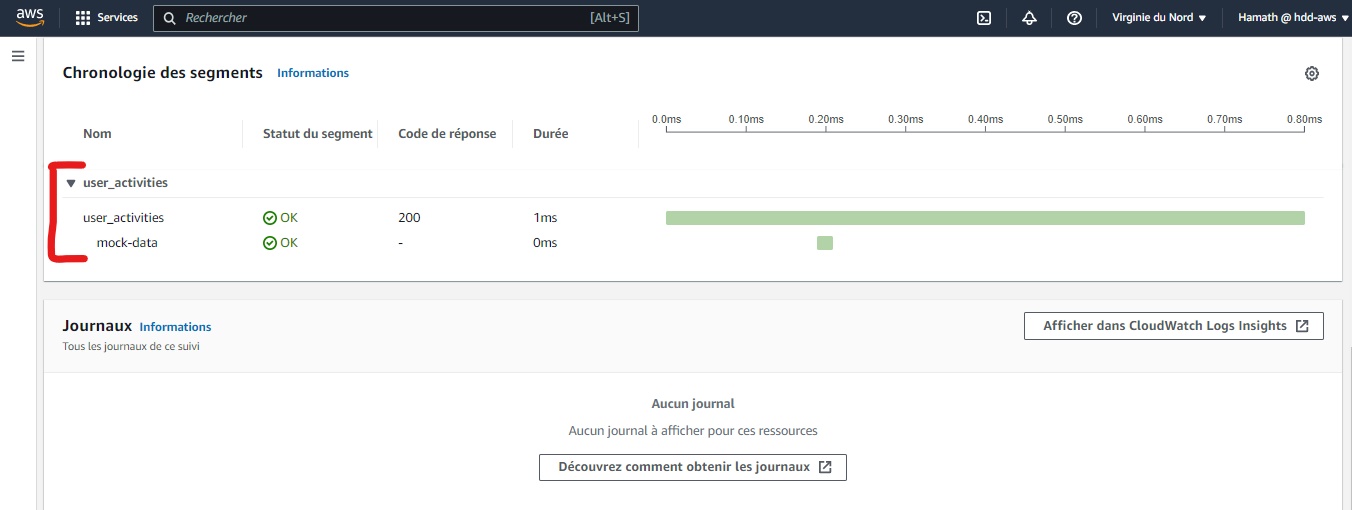 aws Services Rechercher [Alt+S] Virginie du Nord Hamath @ hdd-aws
Chronologie des segments Informations
Nom Statut du segment Code de réponse Durée 0.0ms 0.10ms 0.20ms 0.30ms 0.40ms 0.50ms 0.60ms 0.70ms 0.80ms
user_activities
user_activities OK 200 1ms
mock-data OK - 0ms
Journaux Informations Afficher dans CloudWatch Logs Insights
Tous les journaux de ce suivi
Aucun journal
Aucun journal à afficher pour ces ressources
Découvrez comment obtenir les journaux